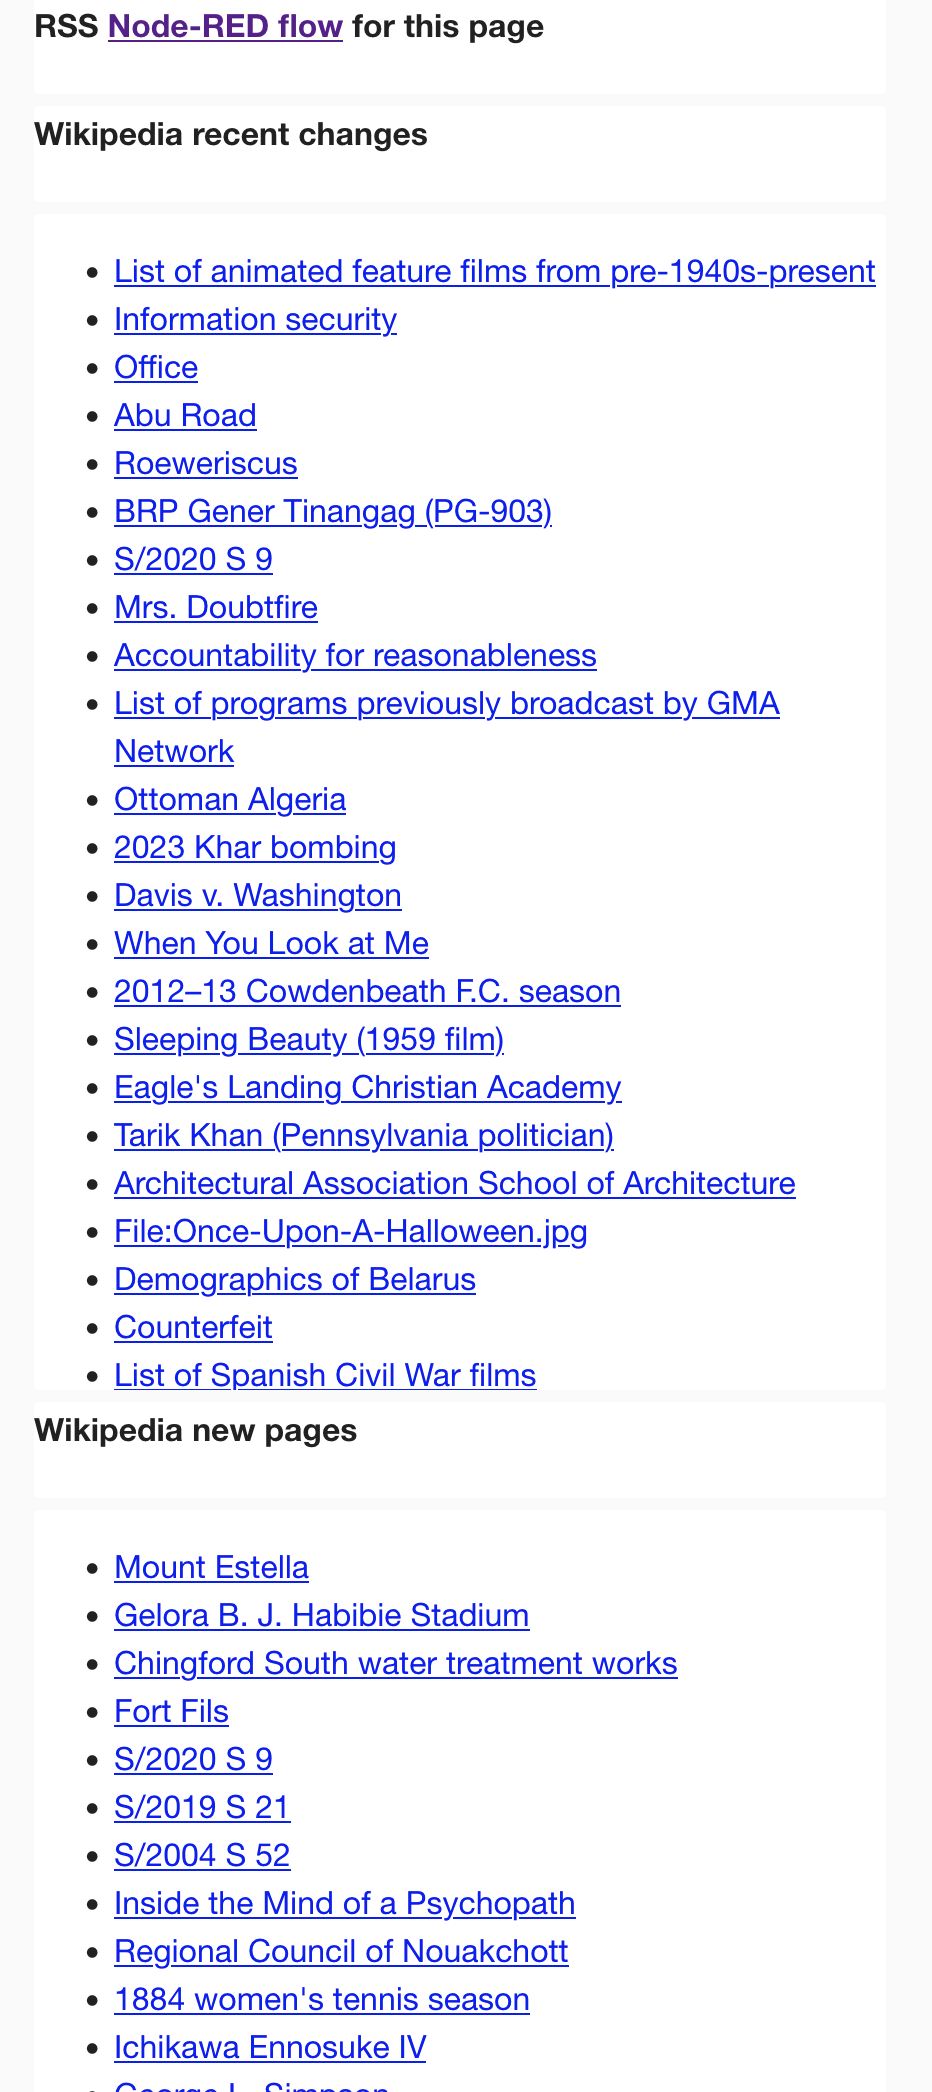 RSS Node-RED flow for this page
Wikipedia recent changes
List of animated feature films from pre-1940s-present
Information security
Office
Abu Road
Roeweriscus
BRP Gener Tinangag (PG-903)
S/2020 S 9
Mrs. Doubtfire
Accountability for reasonableness
List of programs previously broadcast by GMA
Network
Ottoman Algeria
2023 Khar bombing
Davis v. Washington
When You Look at Me
2012–13 Cowdenbeath F.C. season
Sleeping Beauty (1959 film)
Eagle's Landing Christian Academy
Tarik Khan (Pennsylvania politician)
Architectural Association School of Architecture
File:Once-Upon-A-Halloween.jpg
Demographics of Belarus
Counterfeit
List of Spanish Civil War films
Wikipedia new pages
Mount Estella
Gelora B. J. Habibie Stadium
Chingford South water treatment works
Fort Fils
S/2020 S 9
S/2019 S 21
S/2004 S 52
Inside the Mind of a Psychopath
Regional Council of Nouakchott
1884 women's tennis season
Ichikawa Ennosuke IV
George L. Simpson